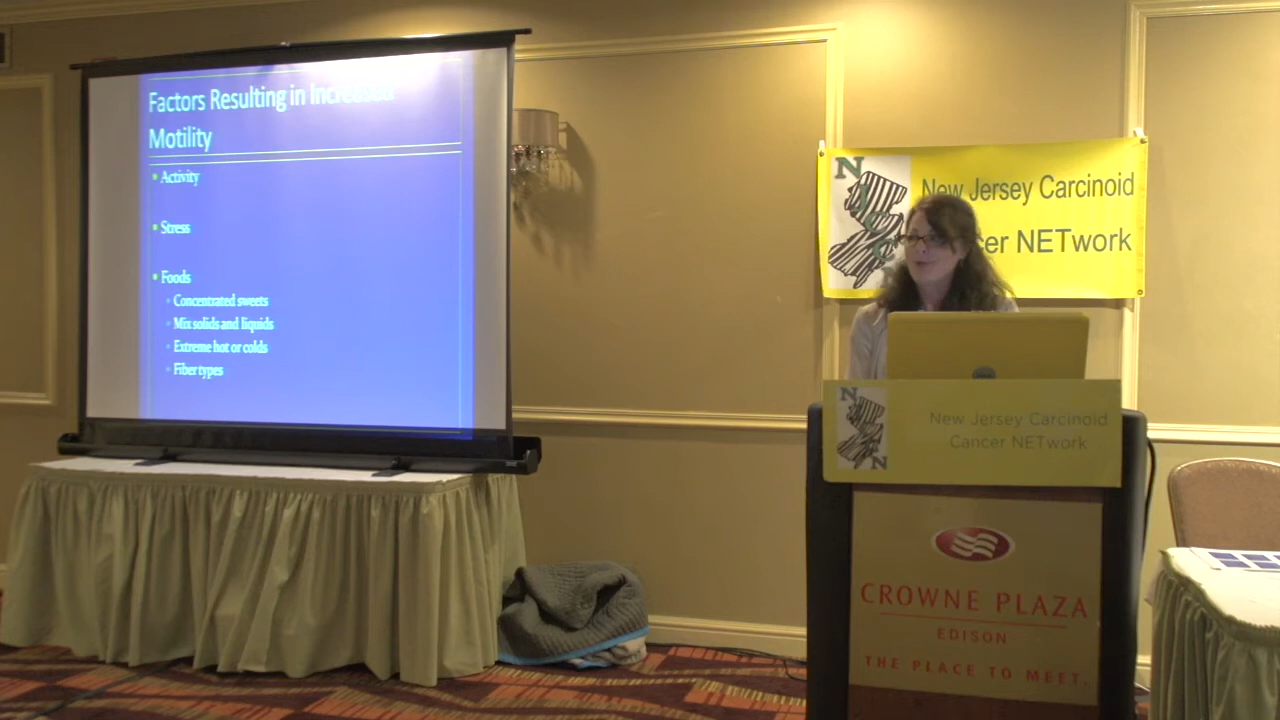 Factors Resulting in Increased
Motility
Activity
Stress
Foods
Concentrated sweets
Mix solids and liquids
Extreme hot or colds
Fiber types
N
J
C
C
New Jersey Carcinoid
cer NETwork
N
New Jersey Carcinoid
Cancer NETwork
N
CROWNE PLAZA
EDISON
THE PLACE TO MEET.